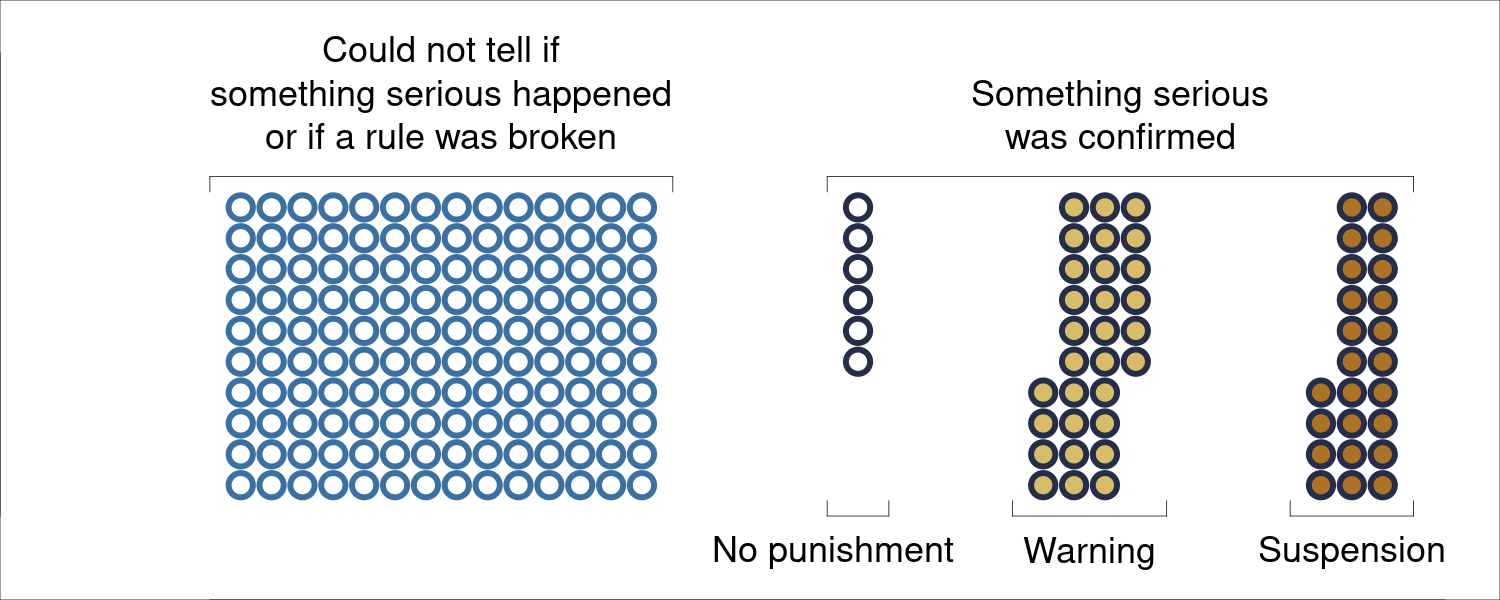 Could not tell if
something serious happened
or if a rule was broken
Something serious
was confirmed
No punishment
Warning
Suspension